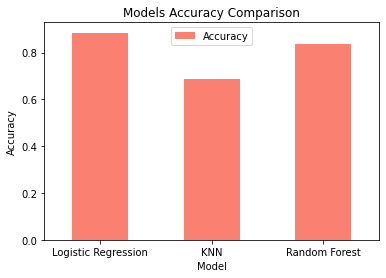 Models Accuracy Comparison
Accuracy
Accuracy
0.8
0.6
0.4
0.2
0.0
Logistic Regression
KNN
Random Forest
Model